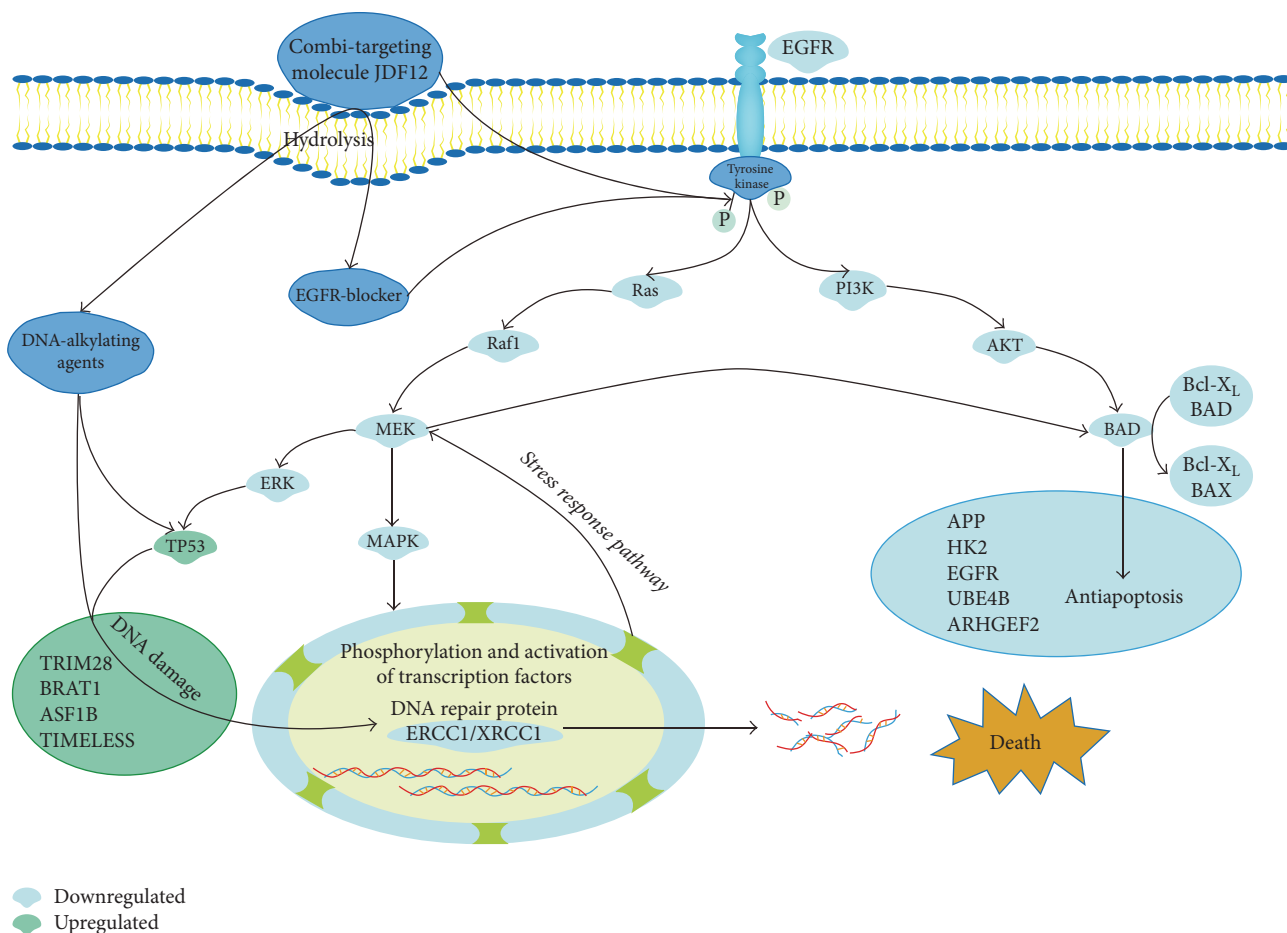 Combi-targeting
molecule JDF12
EGFR
Hydrolysis
Tyrosine
kinase
P
P
EGFR-blocker
Ras
PI3K
DNA-alkylating
agents
Raf1
AKT
Bcl-XL
BAD
MEK
BAD
Bcl-XL
BAX
ERK
Stress response pathway
TP53
MAPK
APP
HK2
EGFR
UBE4B
ARHGEF2
Antiapoptosis
DNA damage
TRIM28
BRAT1
ASF1B
TIMELESS
Phosphorylation and activation
of transcription factors
DNA repair protein
ERCC1/XRCC1
Death
Downregulated
Upregulated